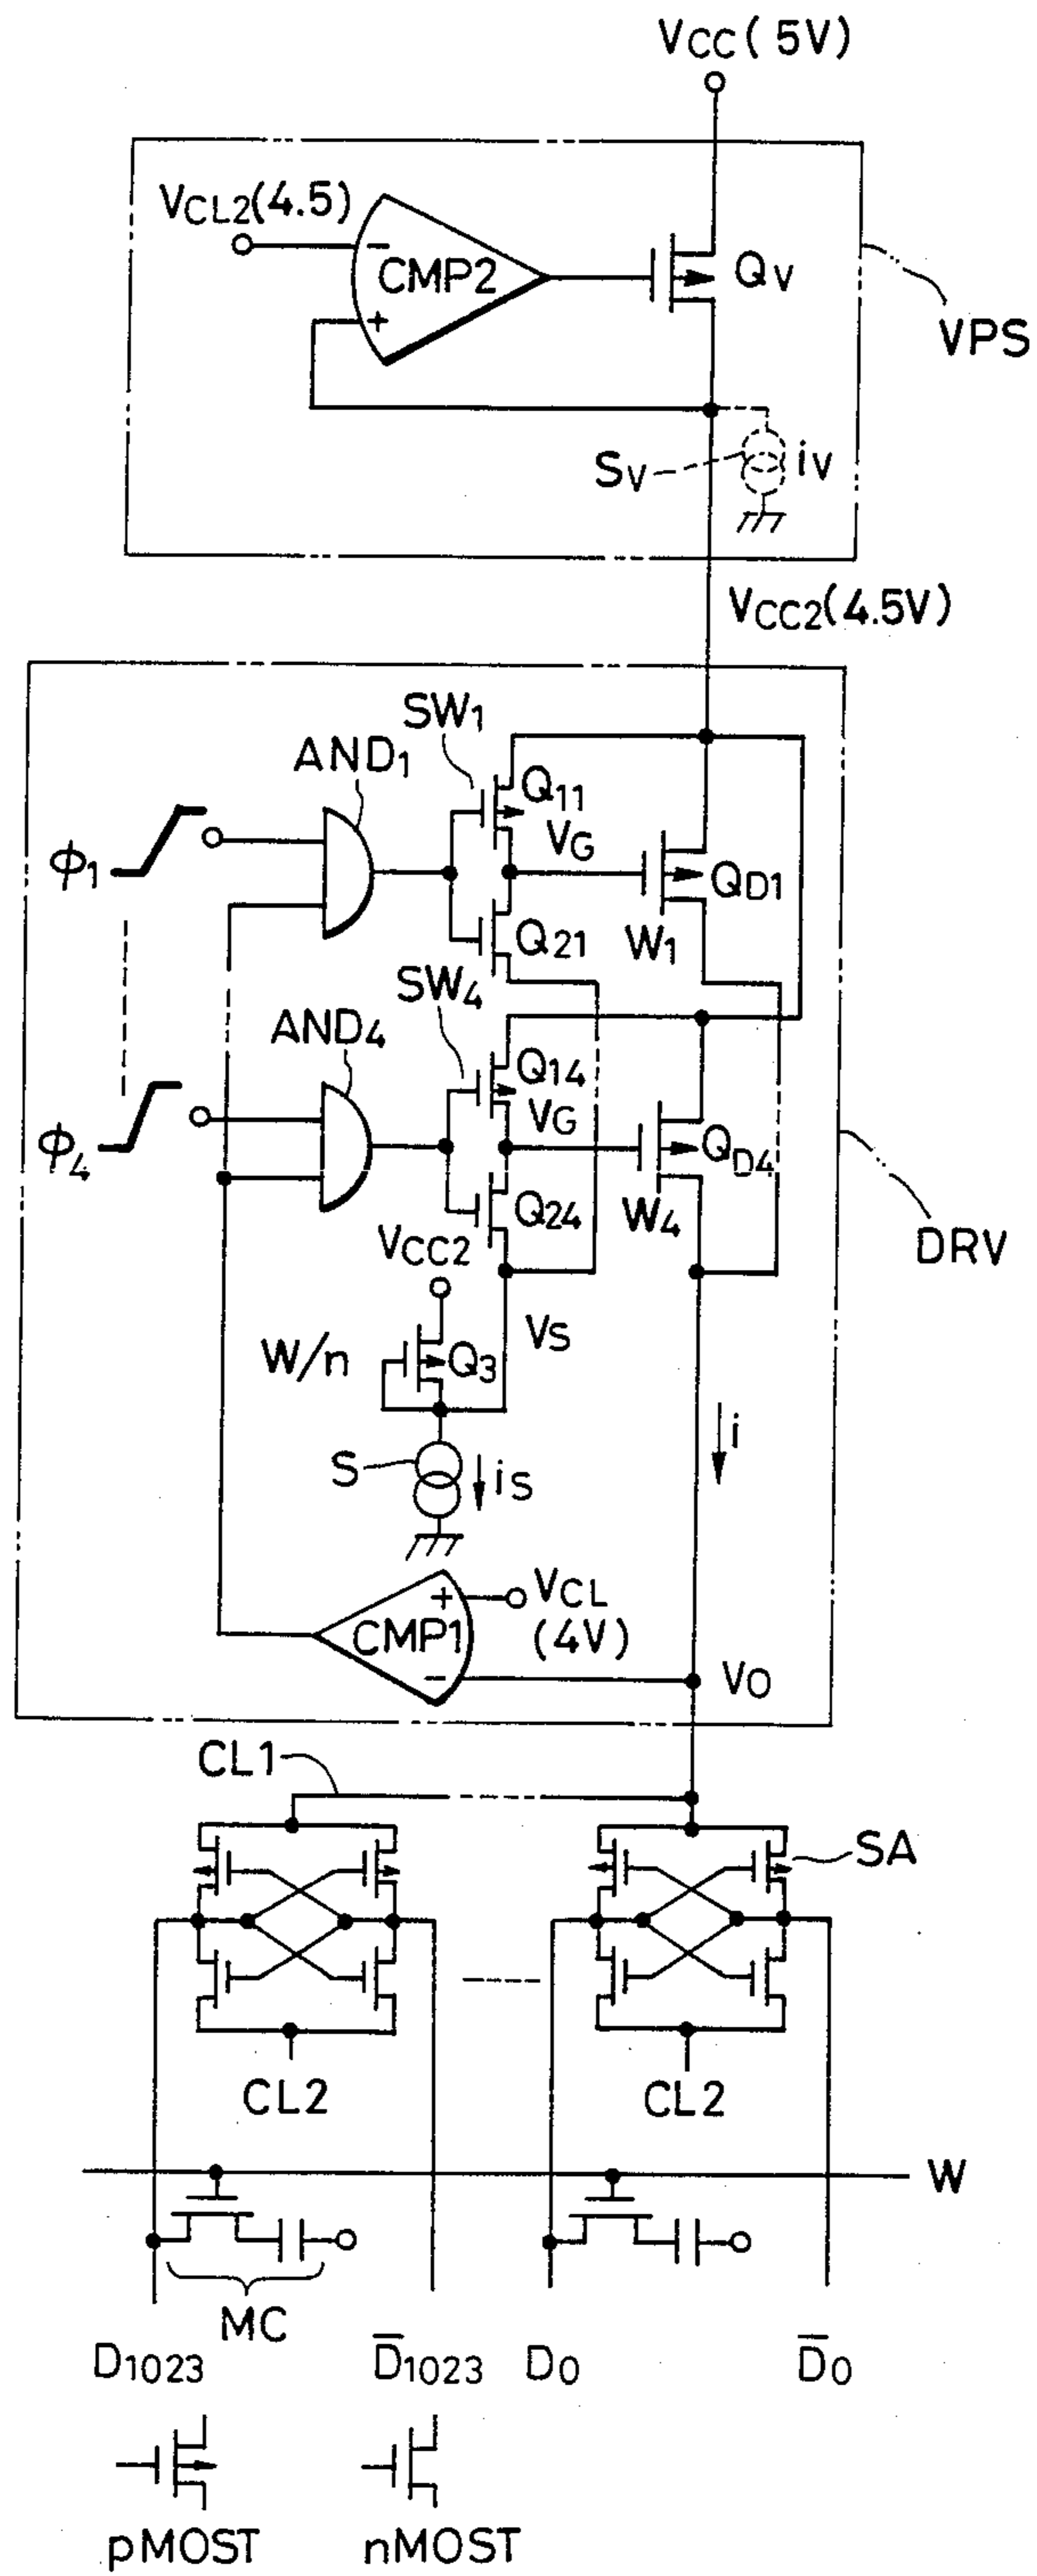 VCC( 5V)
VCL2(4.5)
−
CMP2
+
QV
VPS
SV
iV
VCC2(4.5V)
SW1
AND1
Q11
ϕ1
VG
QD1
Q21
W1
SW4
AND4
Q14
VG
ϕ4
QD4
Q24
W4
VCC2
DRV
VS
W/n
Q3
i
S
iS
+
VCL
CMP1
(4V)
−
VO
CL1
SA
CL2
CL2
W
MC
D1023
D̅1023
D0
D̅0
pMOST
nMOST